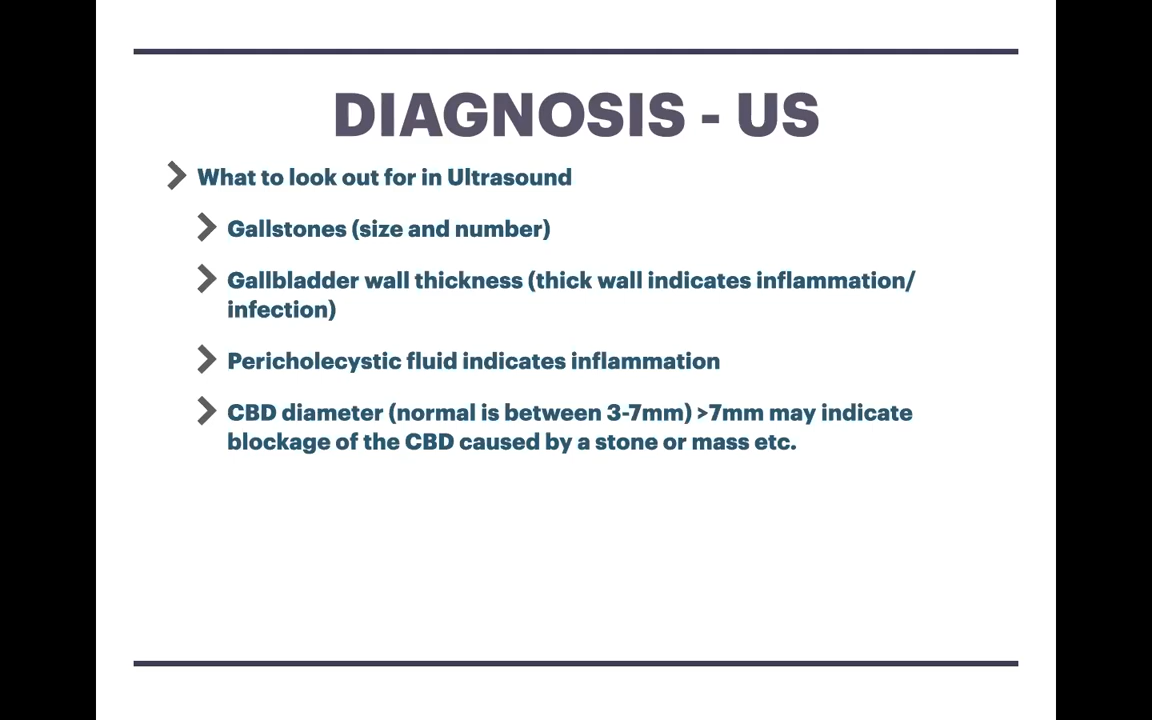 DIAGNOSIS - US
What to look out for in Ultrasound
Gallstones (size and number)
Gallbladder wall thickness (thick wall indicates inflammation/
infection)
Pericholecystic fluid indicates inflammation
CBD diameter (normal is between 3-7mm) >7mm may indicate
blockage of the CBD caused by a stone or mass etc.